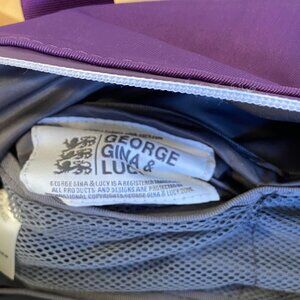 GEORGE
GINA &
LUCY
GEORGE GINA & LUCY IS A REGISTERED
ALL PRODUCTS AND DESIGNS ARE PROTECTED
COPYRIGHTS GEORGE GINA & LUCY